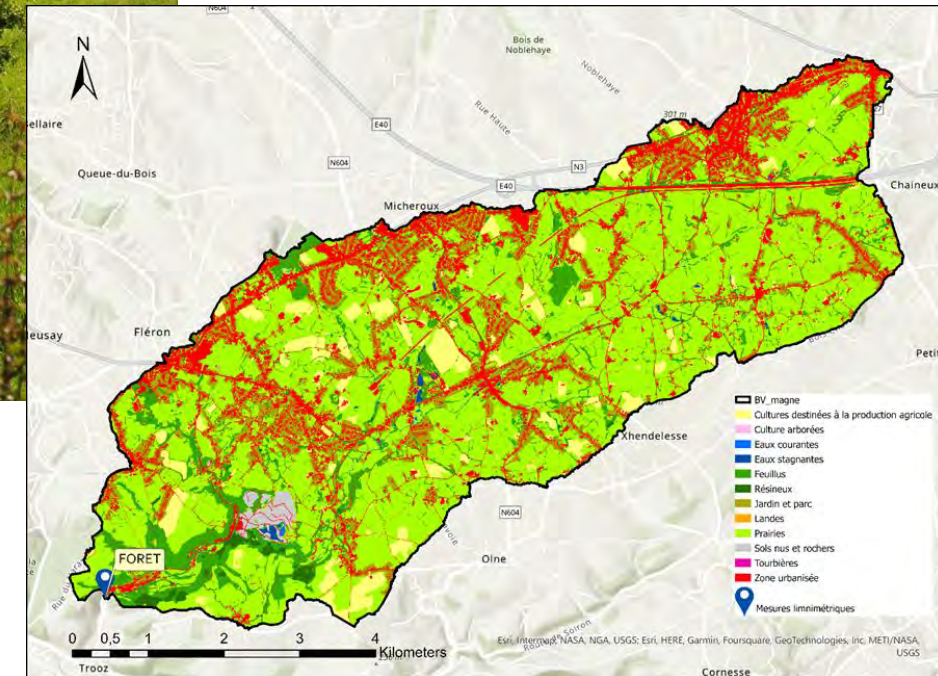 N604
N
Bois de
Noblehaye
Noblehaye
Rue Haute
E40
301 m
Queue-du-Bois
N604
N3
E40
Chaineux
Micheroux
Fléron
Xhendelesse
N604
Olne
FORET
BV_magne
Cultures destinées à la production agricole
Culture arborées
Eaux courantes
Eaux stagnantes
Feuillus
Résineux
Jardin et parc
Landes
Prairies
Sols nus et rochers
Tourbières
Zone urbanisée
Mesures limnimétriques
0 0,5 1 2 3 4
Kilometers
Trooz
Esri, Intermap, NASA, NGA, USGS; Esri, HERE, Garmin, Foursquare, GeoTechnologies, Inc, METI/NASA,
USGS
Cornesse